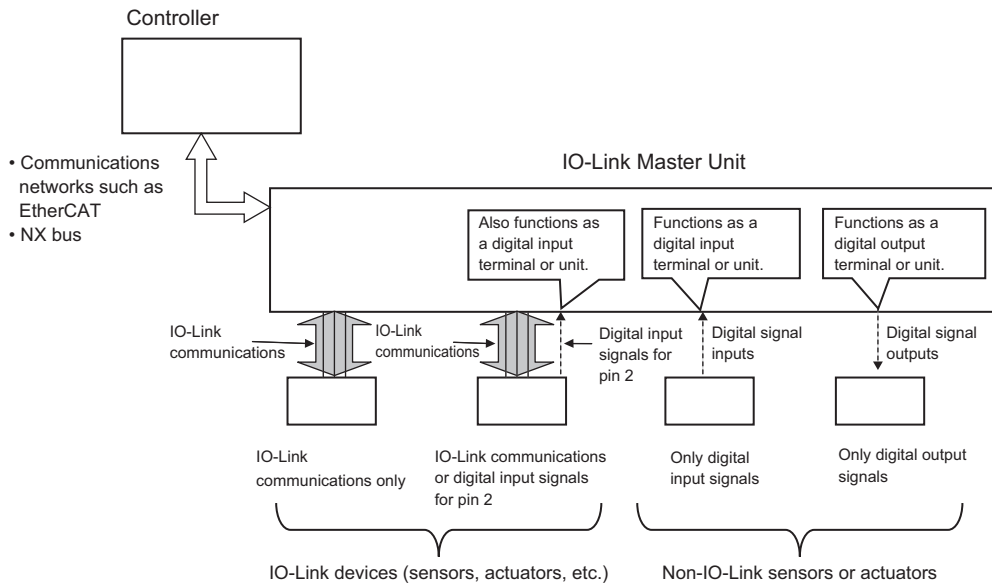 Controller
• Communications
networks such as
EtherCAT
• NX bus
IO-Link Master Unit
Also functions as
a digital input
terminal or unit.
Functions as a
digital input
terminal or unit.
Functions as a
digital output
terminal or unit.
IO-Link
communications
IO-Link
communications
Digital input
signals for
pin 2
Digital signal
inputs
Digital signal
outputs
IO-Link
communications only
IO-Link communications
or digital input signals
for pin 2
Only digital
input signals
Only digital output
signals
IO-Link devices (sensors, actuators, etc.)
Non-IO-Link sensors or actuators